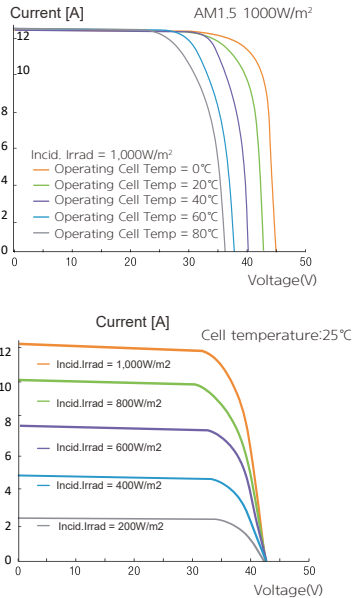 Current [A]
AM1.5 1000W/m²
12
10
8
6
4
2
0
Incid. Irrad = 1,000W/m²
Operating Cell Temp = 0℃
Operating Cell Temp = 20℃
Operating Cell Temp = 40℃
Operating Cell Temp = 60℃
Operating Cell Temp = 80℃
0 10 20 30 40 50
Voltage(V)
Current [A]
Cell temperature:25℃
12
Incid.Irrad = 1,000W/m2
10
Incid.Irrad = 800W/m2
8
Incid.Irrad = 600W/m2
6
Incid.Irrad = 400W/m2
4
2
Incid.Irrad = 200W/m2
0
0 10 20 30 40 50
Voltage(V)